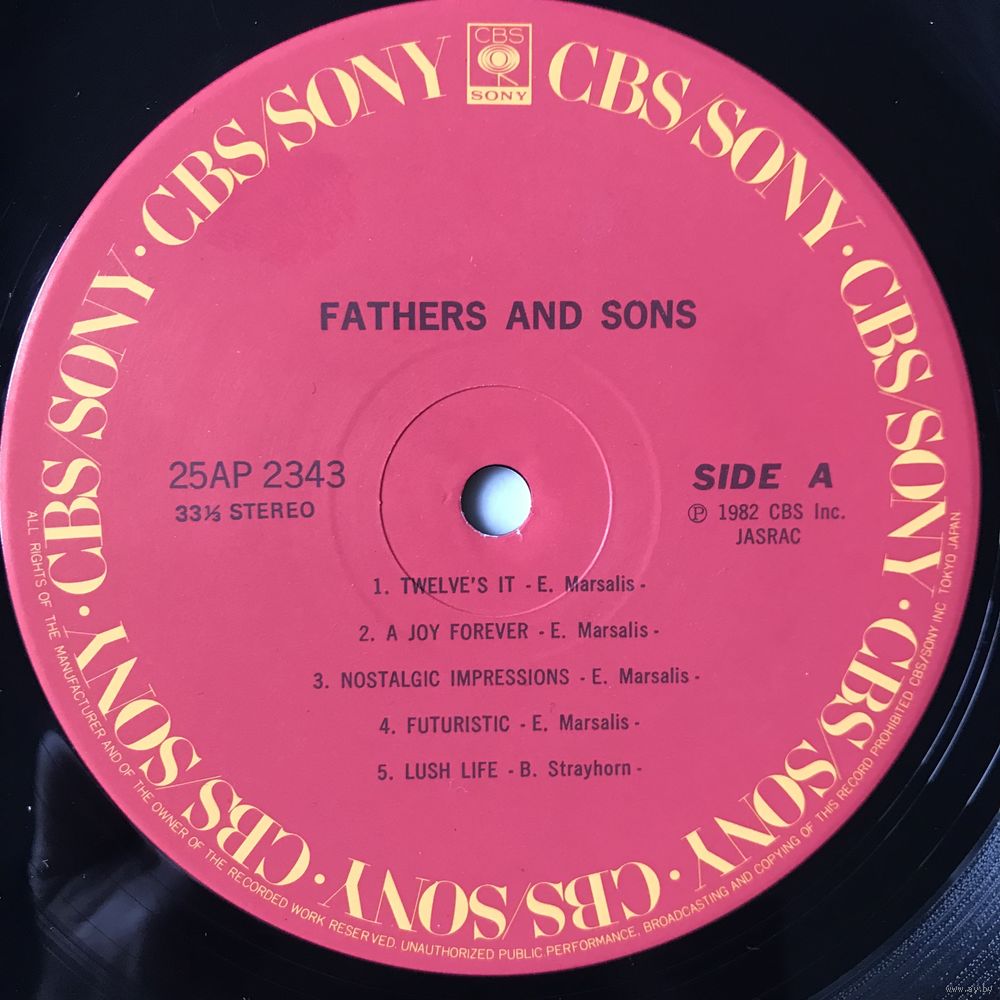 CBS
SONY
CBS/SONY · CBS/SONY · CBS/SONY · CBS/SONY · CBS/SONY · CBS/SONY · CBS/SONY
FATHERS AND SONS
25AP 2343
33⅓ STEREO
SIDE A
Ⓟ 1982 CBS Inc.
JASRAC
1. TWELVE'S IT - E. Marsalis -
2. A JOY FOREVER - E. Marsalis -
3. NOSTALGIC IMPRESSIONS - E. Marsalis -
4. FUTURISTIC - E. Marsalis -
5. LUSH LIFE - B. Strayhorn -
ALL RIGHTS OF THE MANUFACTURER AND OF THE OWNER OF THE RECORDED WORK RESERVED. UNAUTHORIZED PUBLIC PERFORMANCE, BROADCASTING AND COPYING OF THIS RECORD PROHIBITED. CBS/SONY INC. TOKYO JAPAN.
www.ay.by